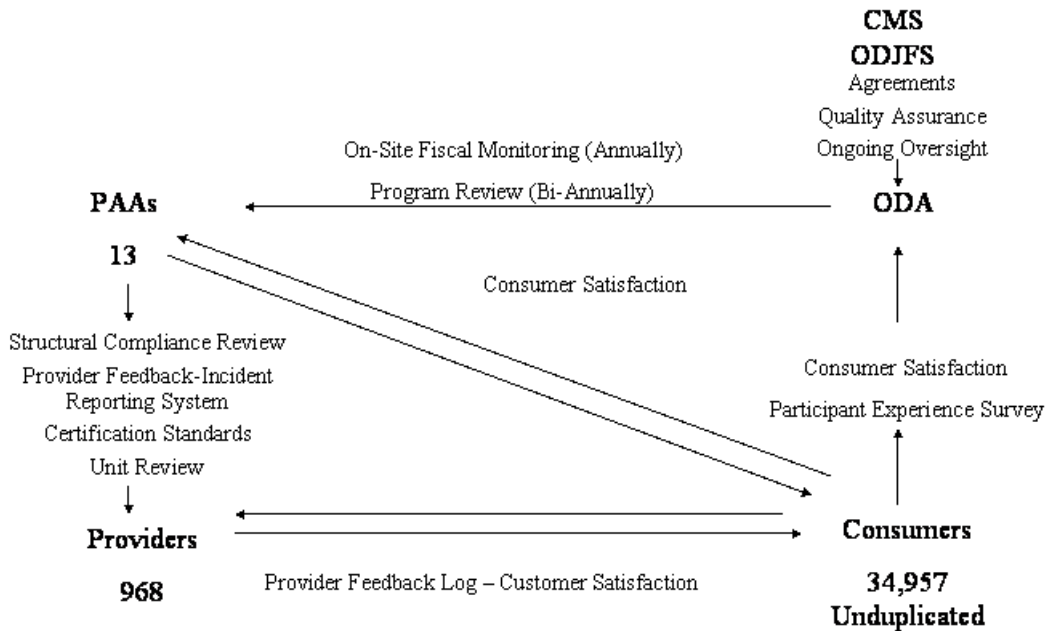 CMS
ODJFS
Agreements
Quality Assurance
Ongoing Oversight
On-Site Fiscal Monitoring (Annually)
Program Review (Bi-Annually)
PAAs
ODA
13
Consumer Satisfaction
Structural Compliance Review
Provider Feedback-Incident
Reporting System
Certification Standards
Unit Review
Consumer Satisfaction
Participant Experience Survey
Providers
Consumers
968
Provider Feedback Log – Customer Satisfaction
34,957
Unduplicated